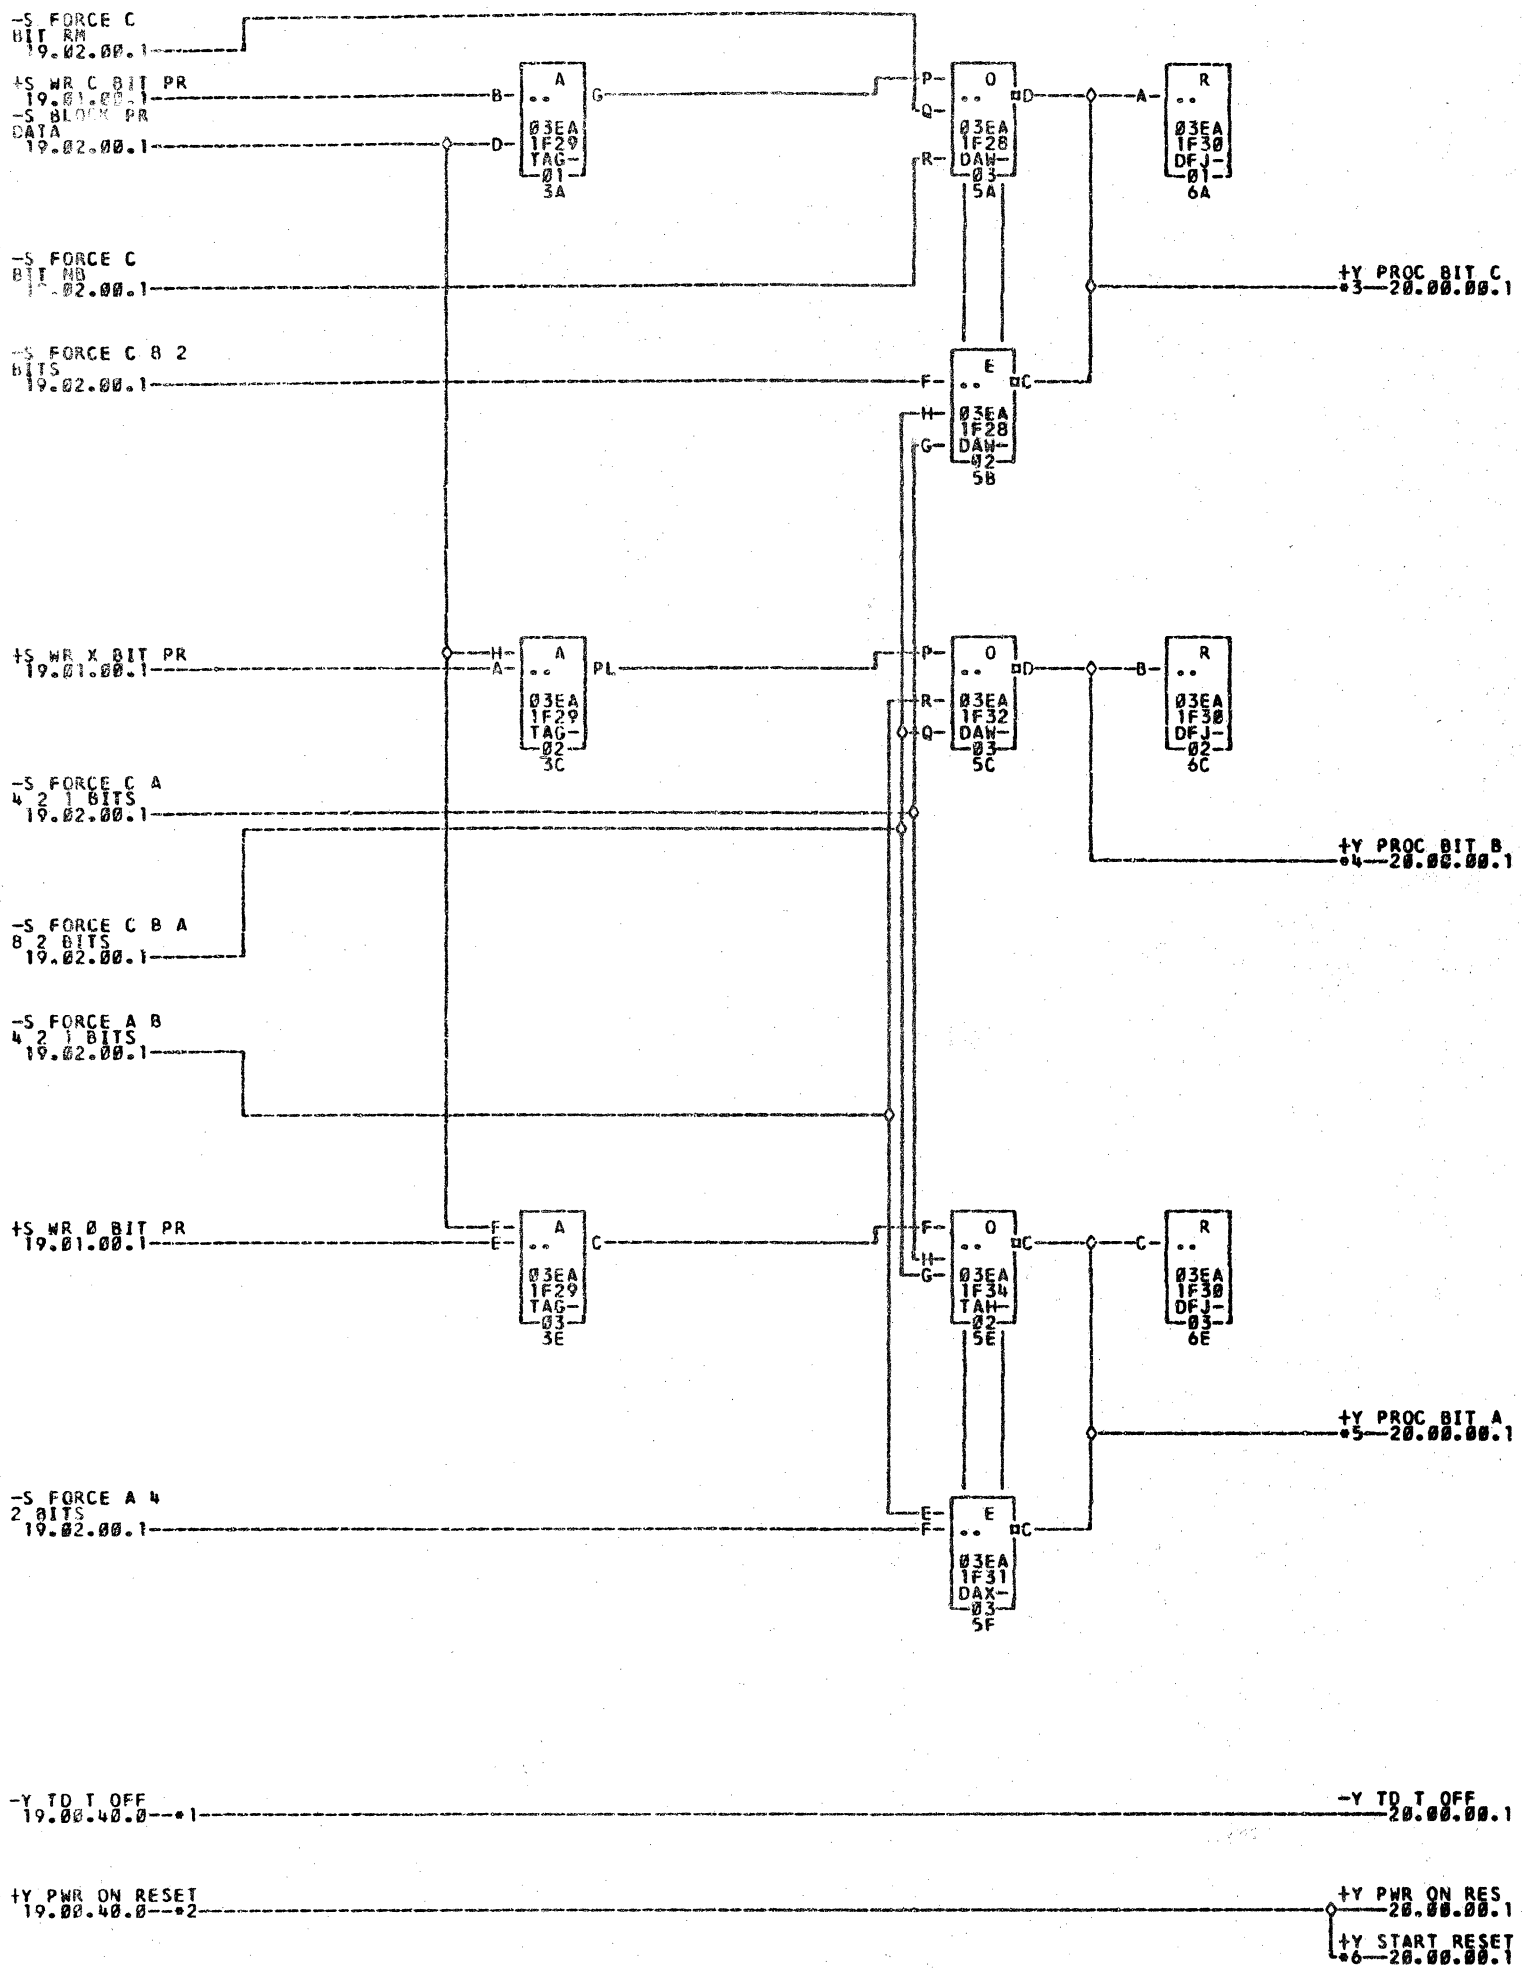 -S FORCE C
BIT RM
19.02.00.1
+S WR C BIT PR
19.01.00.1
-S BLOCK PR
DATA
19.02.00.1
B
D
A
..
03EA
1F29
TAG-
01
3A
G
P
Q
R
O
..
03EA
1F28
DAW-
03
5A
D
A
R
..
03EA
1F30
DFJ-
01
6A
-S FORCE C
BIT MB
.02.00.1
+Y PROC BIT C
*3—20.00.00.1
-S FORCE C 8 2
BITS
19.02.00.1
F
H
G
E
..
03EA
1F28
DAW-
02
5B
C
+S WR X BIT PR
19.01.00.1
H
A
A
..
03EA
1F29
TAG-
02
3C
PL
P
R
Q
O
..
03EA
1F32
DAW-
03
5C
D
B
R
..
03EA
1F30
DFJ-
02
6C
-S FORCE C A
4 2 1 BITS
19.02.00.1
+Y PROC BIT B
*4—20.00.00.1
-S FORCE C B A
8 2 BITS
19.02.00.1
-S FORCE A B
4 2 1 BITS
19.02.00.1
+S WR 0 BIT PR
19.01.00.1
F
E
A
..
03EA
1F29
TAG-
03
3E
C
F
H
G
O
..
03EA
1F34
TAH-
02
5E
C
C
R
..
03EA
1F30
DFJ-
03
6E
+Y PROC BIT A
*5—20.00.00.1
-S FORCE A 4
2 BITS
19.02.00.1
E
F
E
..
03EA
1F31
DAX-
03
5F
C
-Y TD T OFF
19.00.40.0--*1
-Y TD T OFF
20.00.00.1
+Y PWR ON RESET
19.00.40.0--*2
+Y PWR ON RES
20.00.00.1
+Y START RESET
*6—20.00.00.1